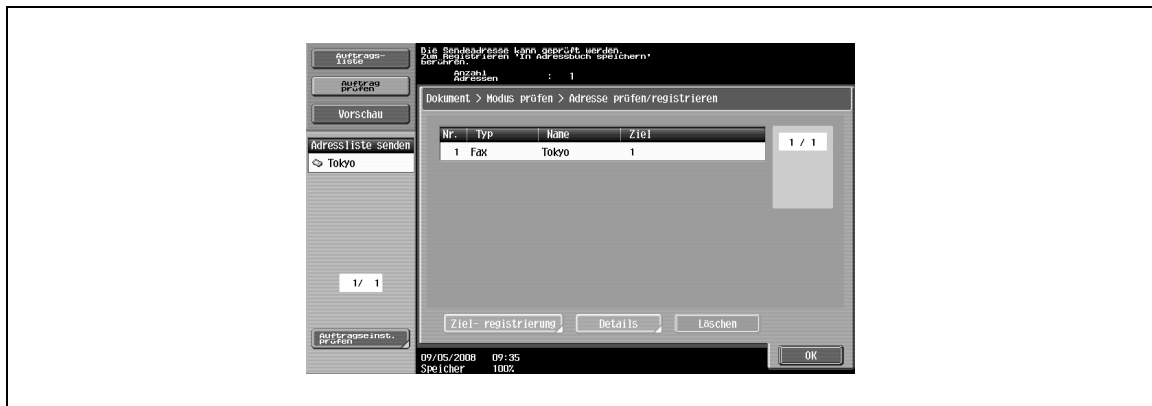 Auftrags-
liste
Auftrag
prüfen
Vorschau
Adressliste senden
Tokyo
1/ 1
Auftragseinst.
prüfen
Die Sendeadresse kann geprüft werden.
Zum Registrieren 'In Adressbuch speichern'
berühren.
Anzahl
Adressen : 1
Dokument > Modus prüfen > Adresse prüfen/registrieren
Nr. Typ Name Ziel
1 Fax Tokyo 1
1 / 1
Ziel- registrierung Details Löschen
09/05/2008 09:35
Speicher 100%
OK